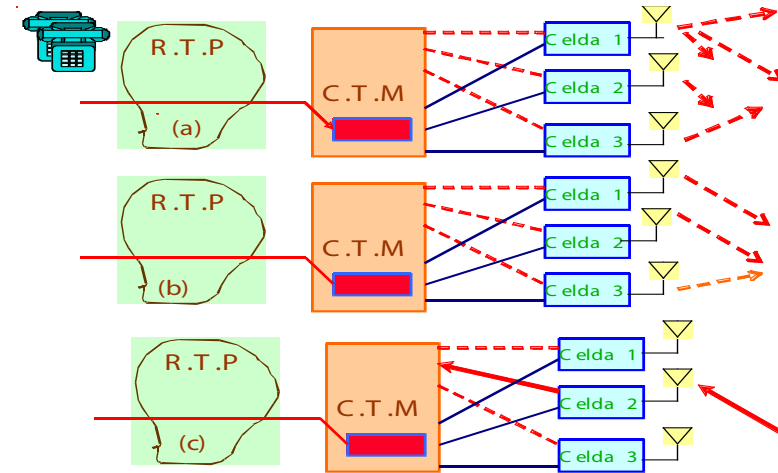 R.T.P
C.T.M
(a)
Celda 1
Celda 2
Celda 3
R.T.P
C.T.M
(b)
Celda 1
Celda 2
Celda 3
R.T.P
C.T.M
(c)
Celda 1
Celda 2
Celda 3